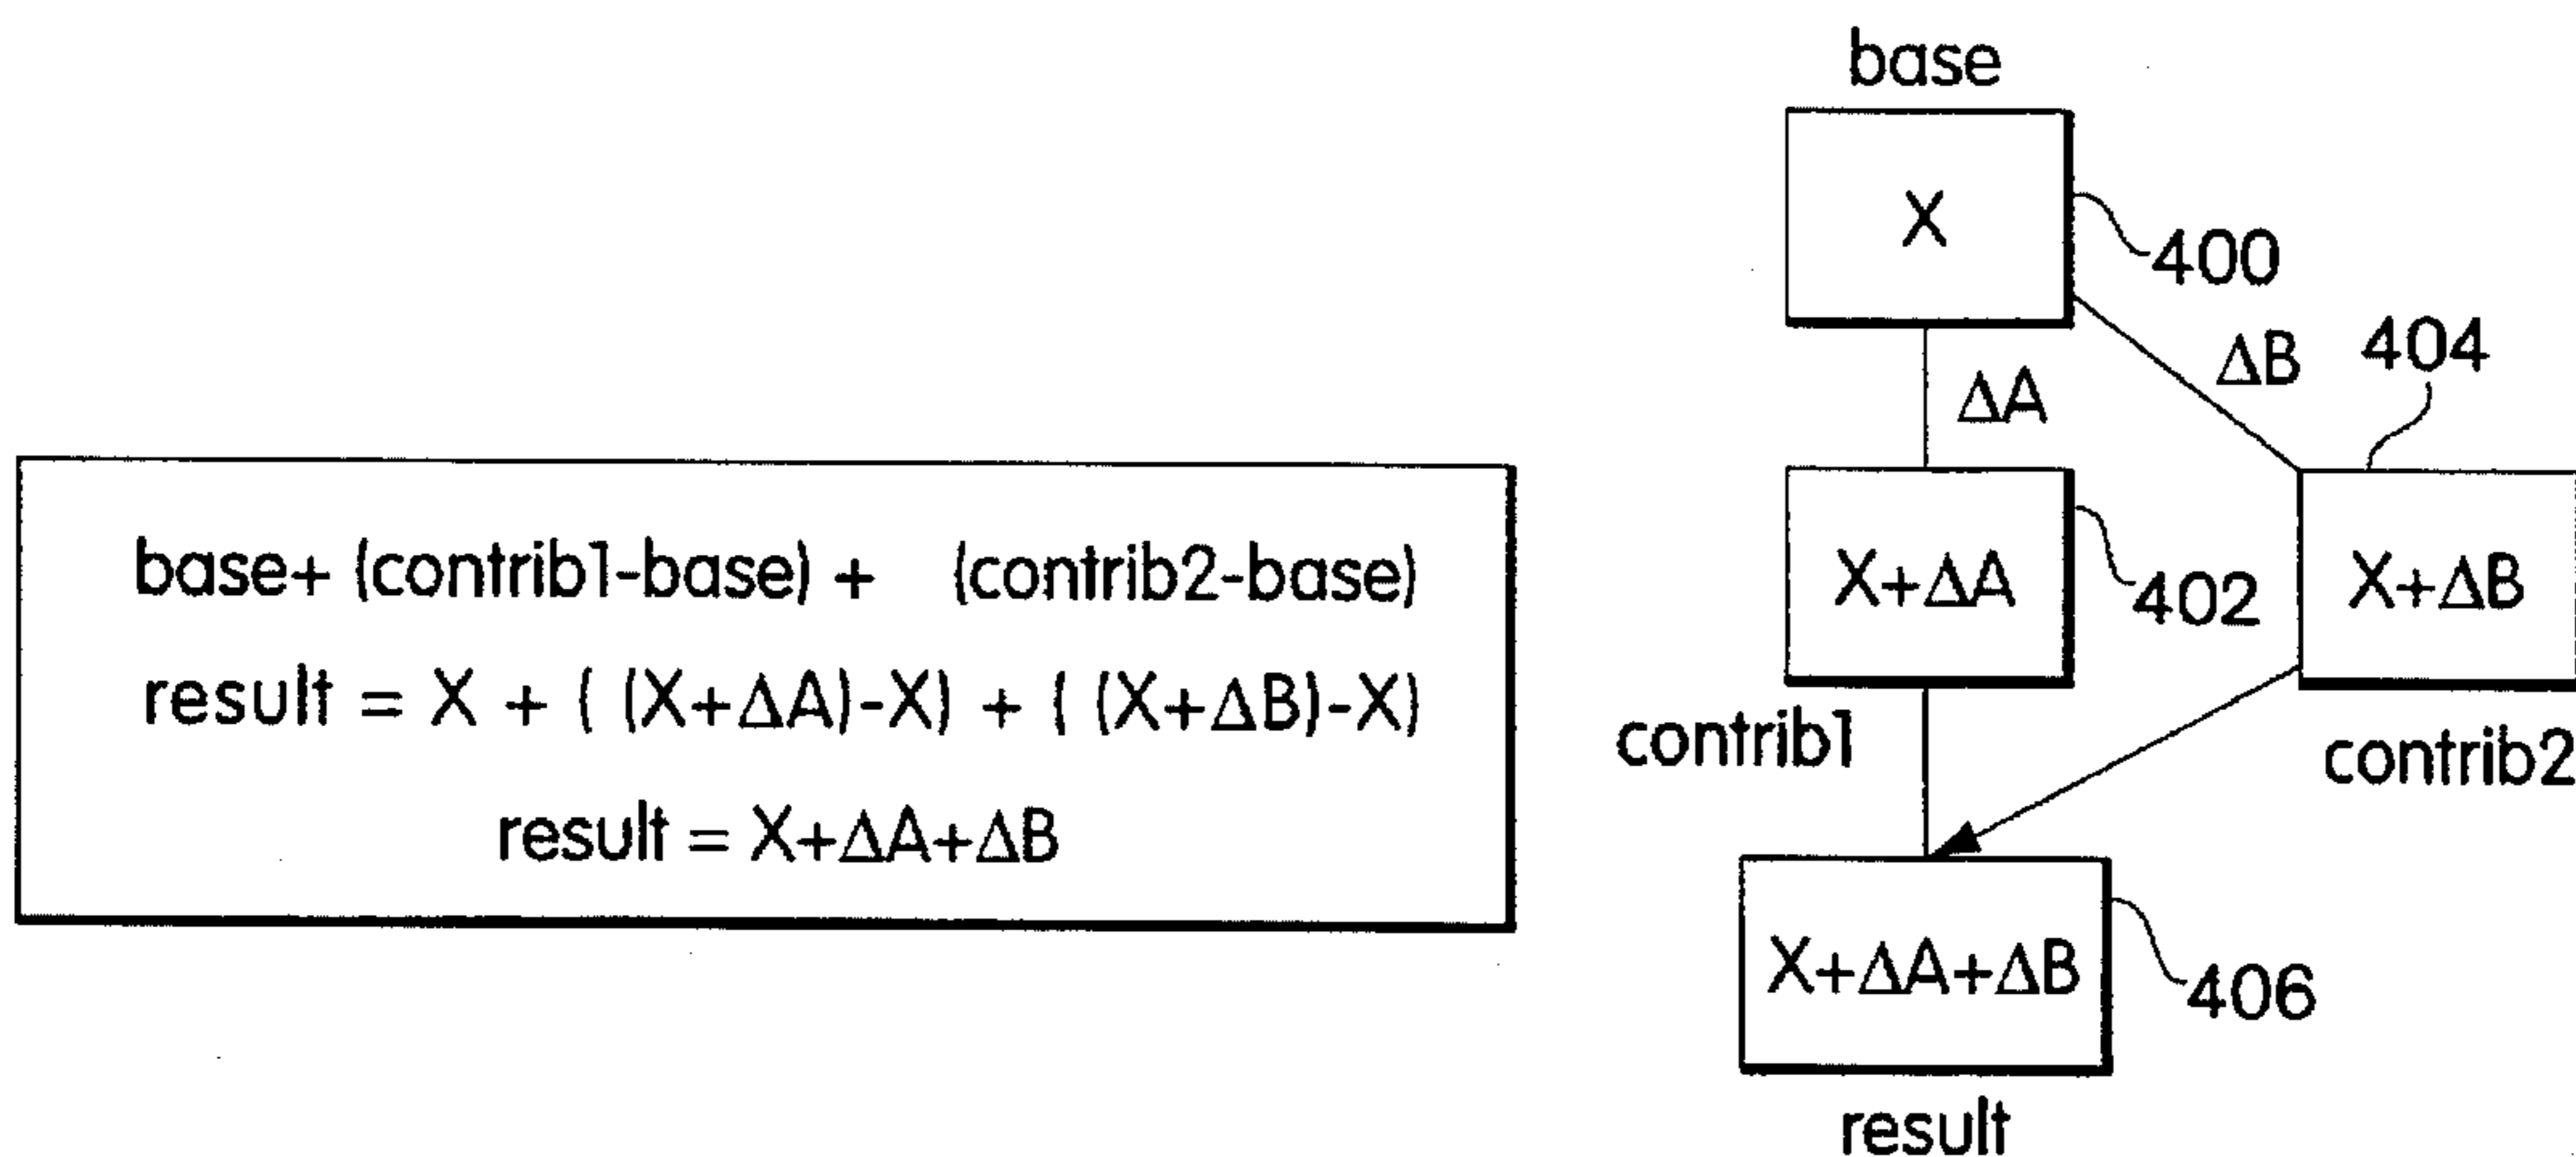 base+ (contrib1-base) + (contrib2-base)
result = X + ( (X+ΔA)-X) + ( (X+ΔB)-X)
result = X+ΔA+ΔB
base
X
400
ΔA
ΔB
404
X+ΔA
402
X+ΔB
contrib1
contrib2
X+ΔA+ΔB
406
result